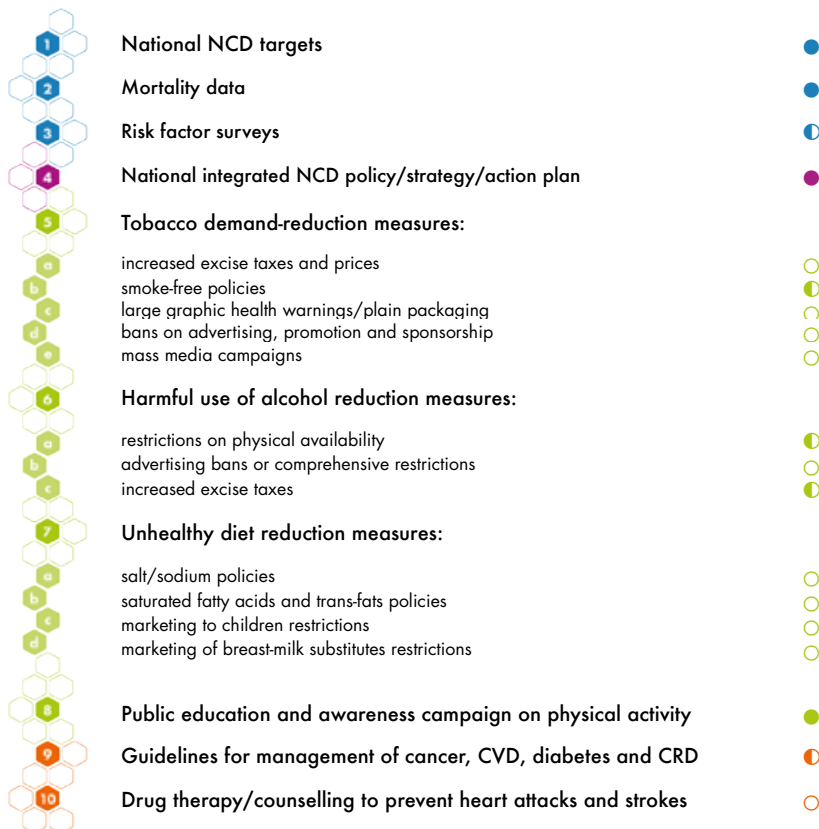 1 National NCD targets
2 Mortality data
3 Risk factor surveys
4 National integrated NCD policy/strategy/action plan
5 Tobacco demand-reduction measures:
a increased excise taxes and prices
b smoke-free policies
c large graphic health warnings/plain packaging
d bans on advertising, promotion and sponsorship
e mass media campaigns
6 Harmful use of alcohol reduction measures:
a restrictions on physical availability
b advertising bans or comprehensive restrictions
c increased excise taxes
7 Unhealthy diet reduction measures:
a salt/sodium policies
b saturated fatty acids and trans-fats policies
c marketing to children restrictions
d marketing of breast-milk substitutes restrictions
8 Public education and awareness campaign on physical activity
9 Guidelines for management of cancer, CVD, diabetes and CRD
10 Drug therapy/counselling to prevent heart attacks and strokes